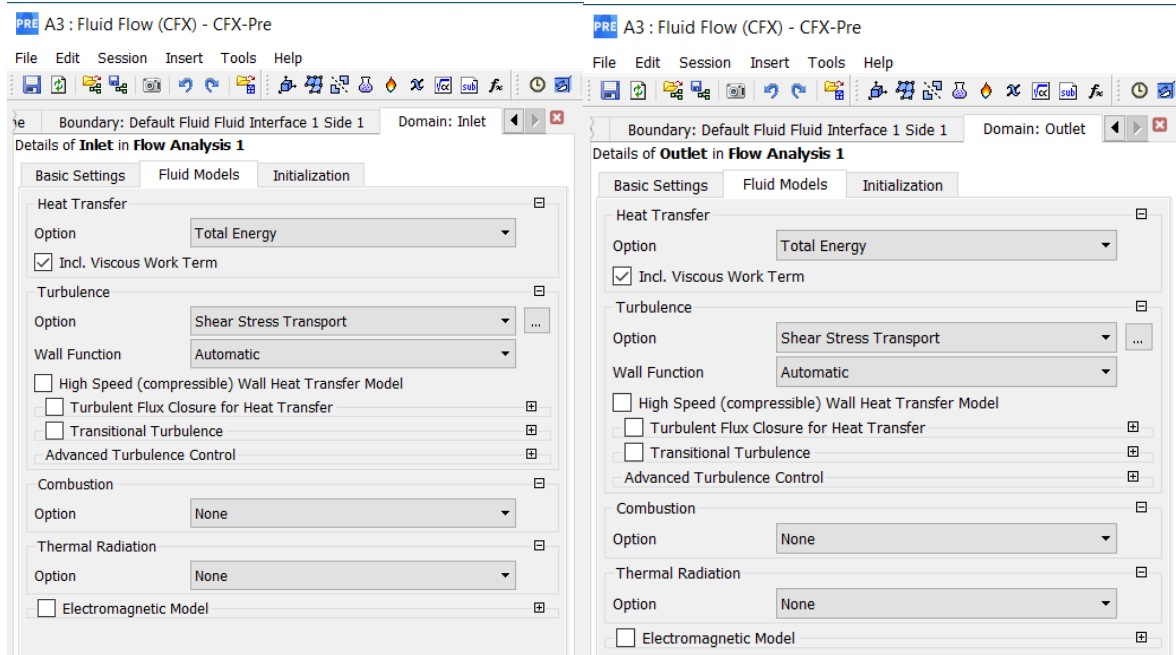 PRE A3 : Fluid Flow (CFX) - CFX-Pre
File Edit Session Insert Tools Help
Boundary: Default Fluid Fluid Interface 1 Side 1 Domain: Inlet
Details of Inlet in Flow Analysis 1
Basic Settings Fluid Models Initialization
Heat Transfer
Option Total Energy
Incl. Viscous Work Term
Turbulence
Option Shear Stress Transport ...
Wall Function Automatic
High Speed (compressible) Wall Heat Transfer Model
Turbulent Flux Closure for Heat Transfer
Transitional Turbulence
Advanced Turbulence Control
Combustion
Option None
Thermal Radiation
Option None
Electromagnetic Model
PRE A3 : Fluid Flow (CFX) - CFX-Pre
File Edit Session Insert Tools Help
Boundary: Default Fluid Fluid Interface 1 Side 1 Domain: Outlet
Details of Outlet in Flow Analysis 1
Basic Settings Fluid Models Initialization
Heat Transfer
Option Total Energy
Incl. Viscous Work Term
Turbulence
Option Shear Stress Transport ...
Wall Function Automatic
High Speed (compressible) Wall Heat Transfer Model
Turbulent Flux Closure for Heat Transfer
Transitional Turbulence
Advanced Turbulence Control
Combustion
Option None
Thermal Radiation
Option None
Electromagnetic Model